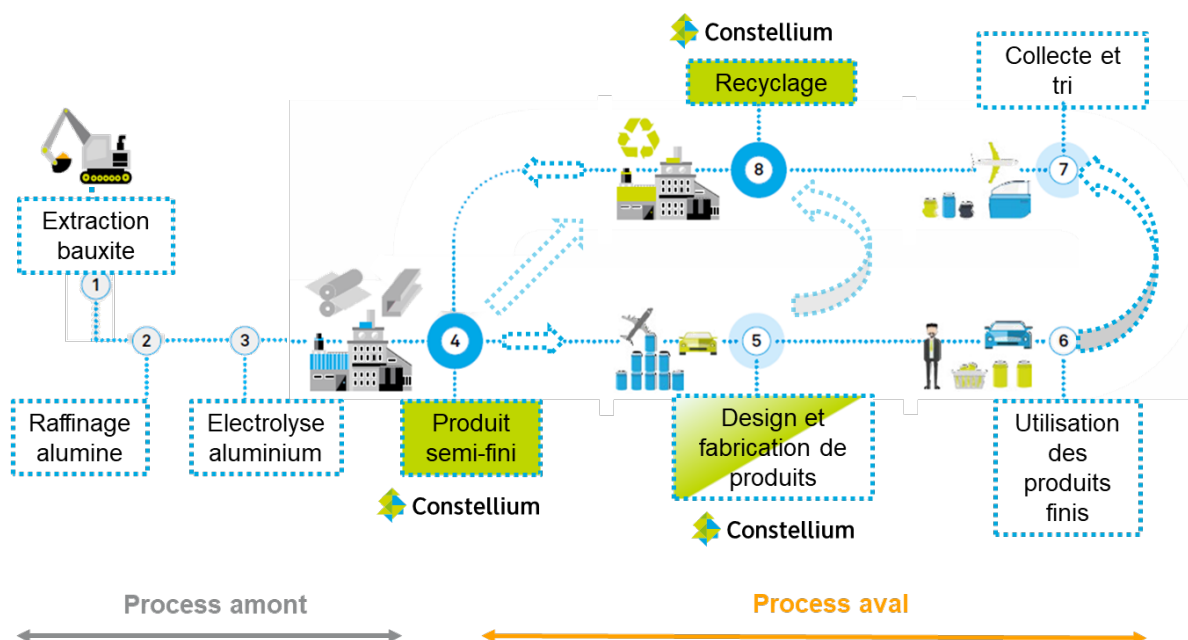 Constellium
Recyclage
Collecte et
tri
8
7
Extraction
bauxite
1
2
3
4
5
6
Raffinage
alumine
Electrolyse
aluminium
Produit
semi-fini
Constellium
Design et
fabrication de
produits
Constellium
Utilisation
des
produits
finis
Process amont
Process aval